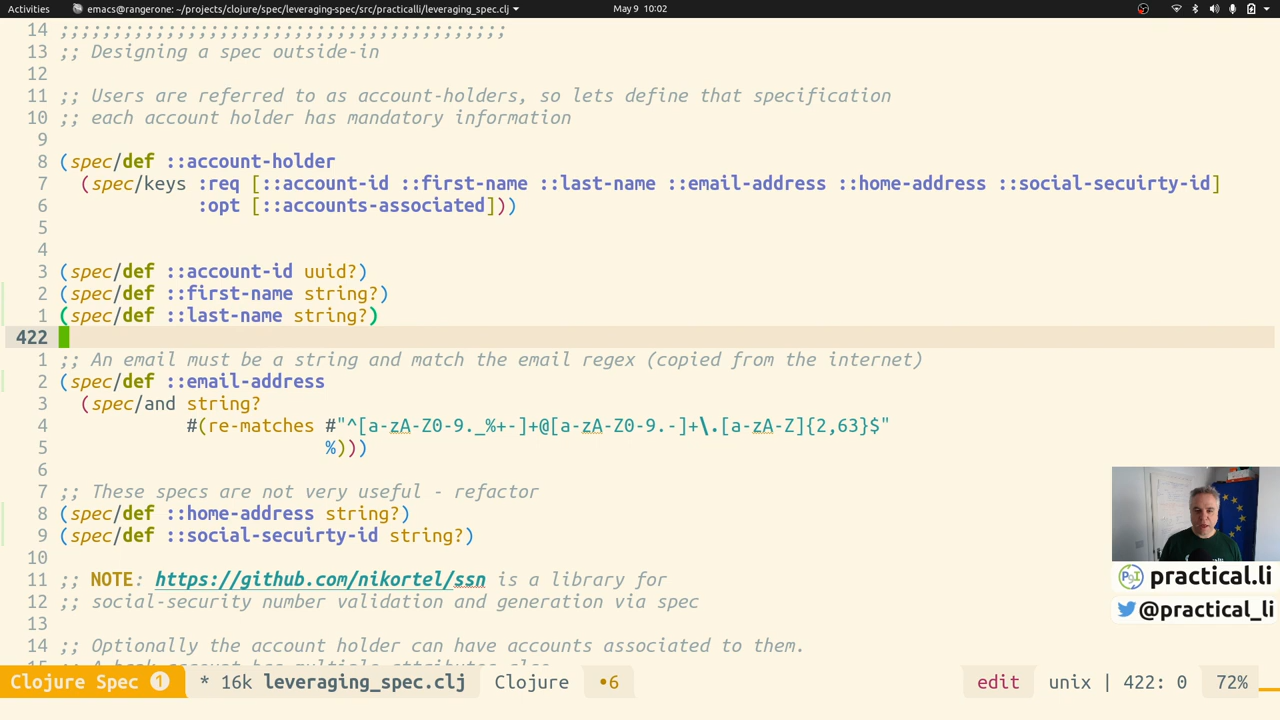 Activities emacs@rangerone: ~/projects/clojure/spec/leveraging-spec/src/practicalli/leveraging_spec.clj May 9 10:02
14 ;;;;;;;;;;;;;;;;;;;;;;;;;;;;;;;;;;;;;;;;;;
13 ;; Designing a spec outside-in
12
11 ;; Users are referred to as account-holders, so lets define that specification
10 ;; each account holder has mandatory information
9
8 (spec/def ::account-holder
7 (spec/keys :req [::account-id ::first-name ::last-name ::email-address ::home-address ::social-secuirty-id]
6 :opt [::accounts-associated]))
5
4
3 (spec/def ::account-id uuid?)
2 (spec/def ::first-name string?)
1 (spec/def ::last-name string?)
422
1 ;; An email must be a string and match the email regex (copied from the internet)
2 (spec/def ::email-address
3 (spec/and string?
4 #(re-matches #"^[a-zA-Z0-9._%+-]+@[a-zA-Z0-9.-]+\.[a-zA-Z]{2,63}$"
5 %)))
6
7 ;; These specs are not very useful - refactor
8 (spec/def ::home-address string?)
9 (spec/def ::social-secuirty-id string?)
10
11 ;; NOTE: https://github.com/nikortel/ssn is a library for
12 ;; social-security number validation and generation via spec
13
14 ;; Optionally the account holder can have accounts associated to them.
15 ;; A bank account has multiple attributes also
practical.li
@practical_li
Clojure Spec 1 * 16k leveraging_spec.clj Clojure •6 edit unix | 422: 0 72%